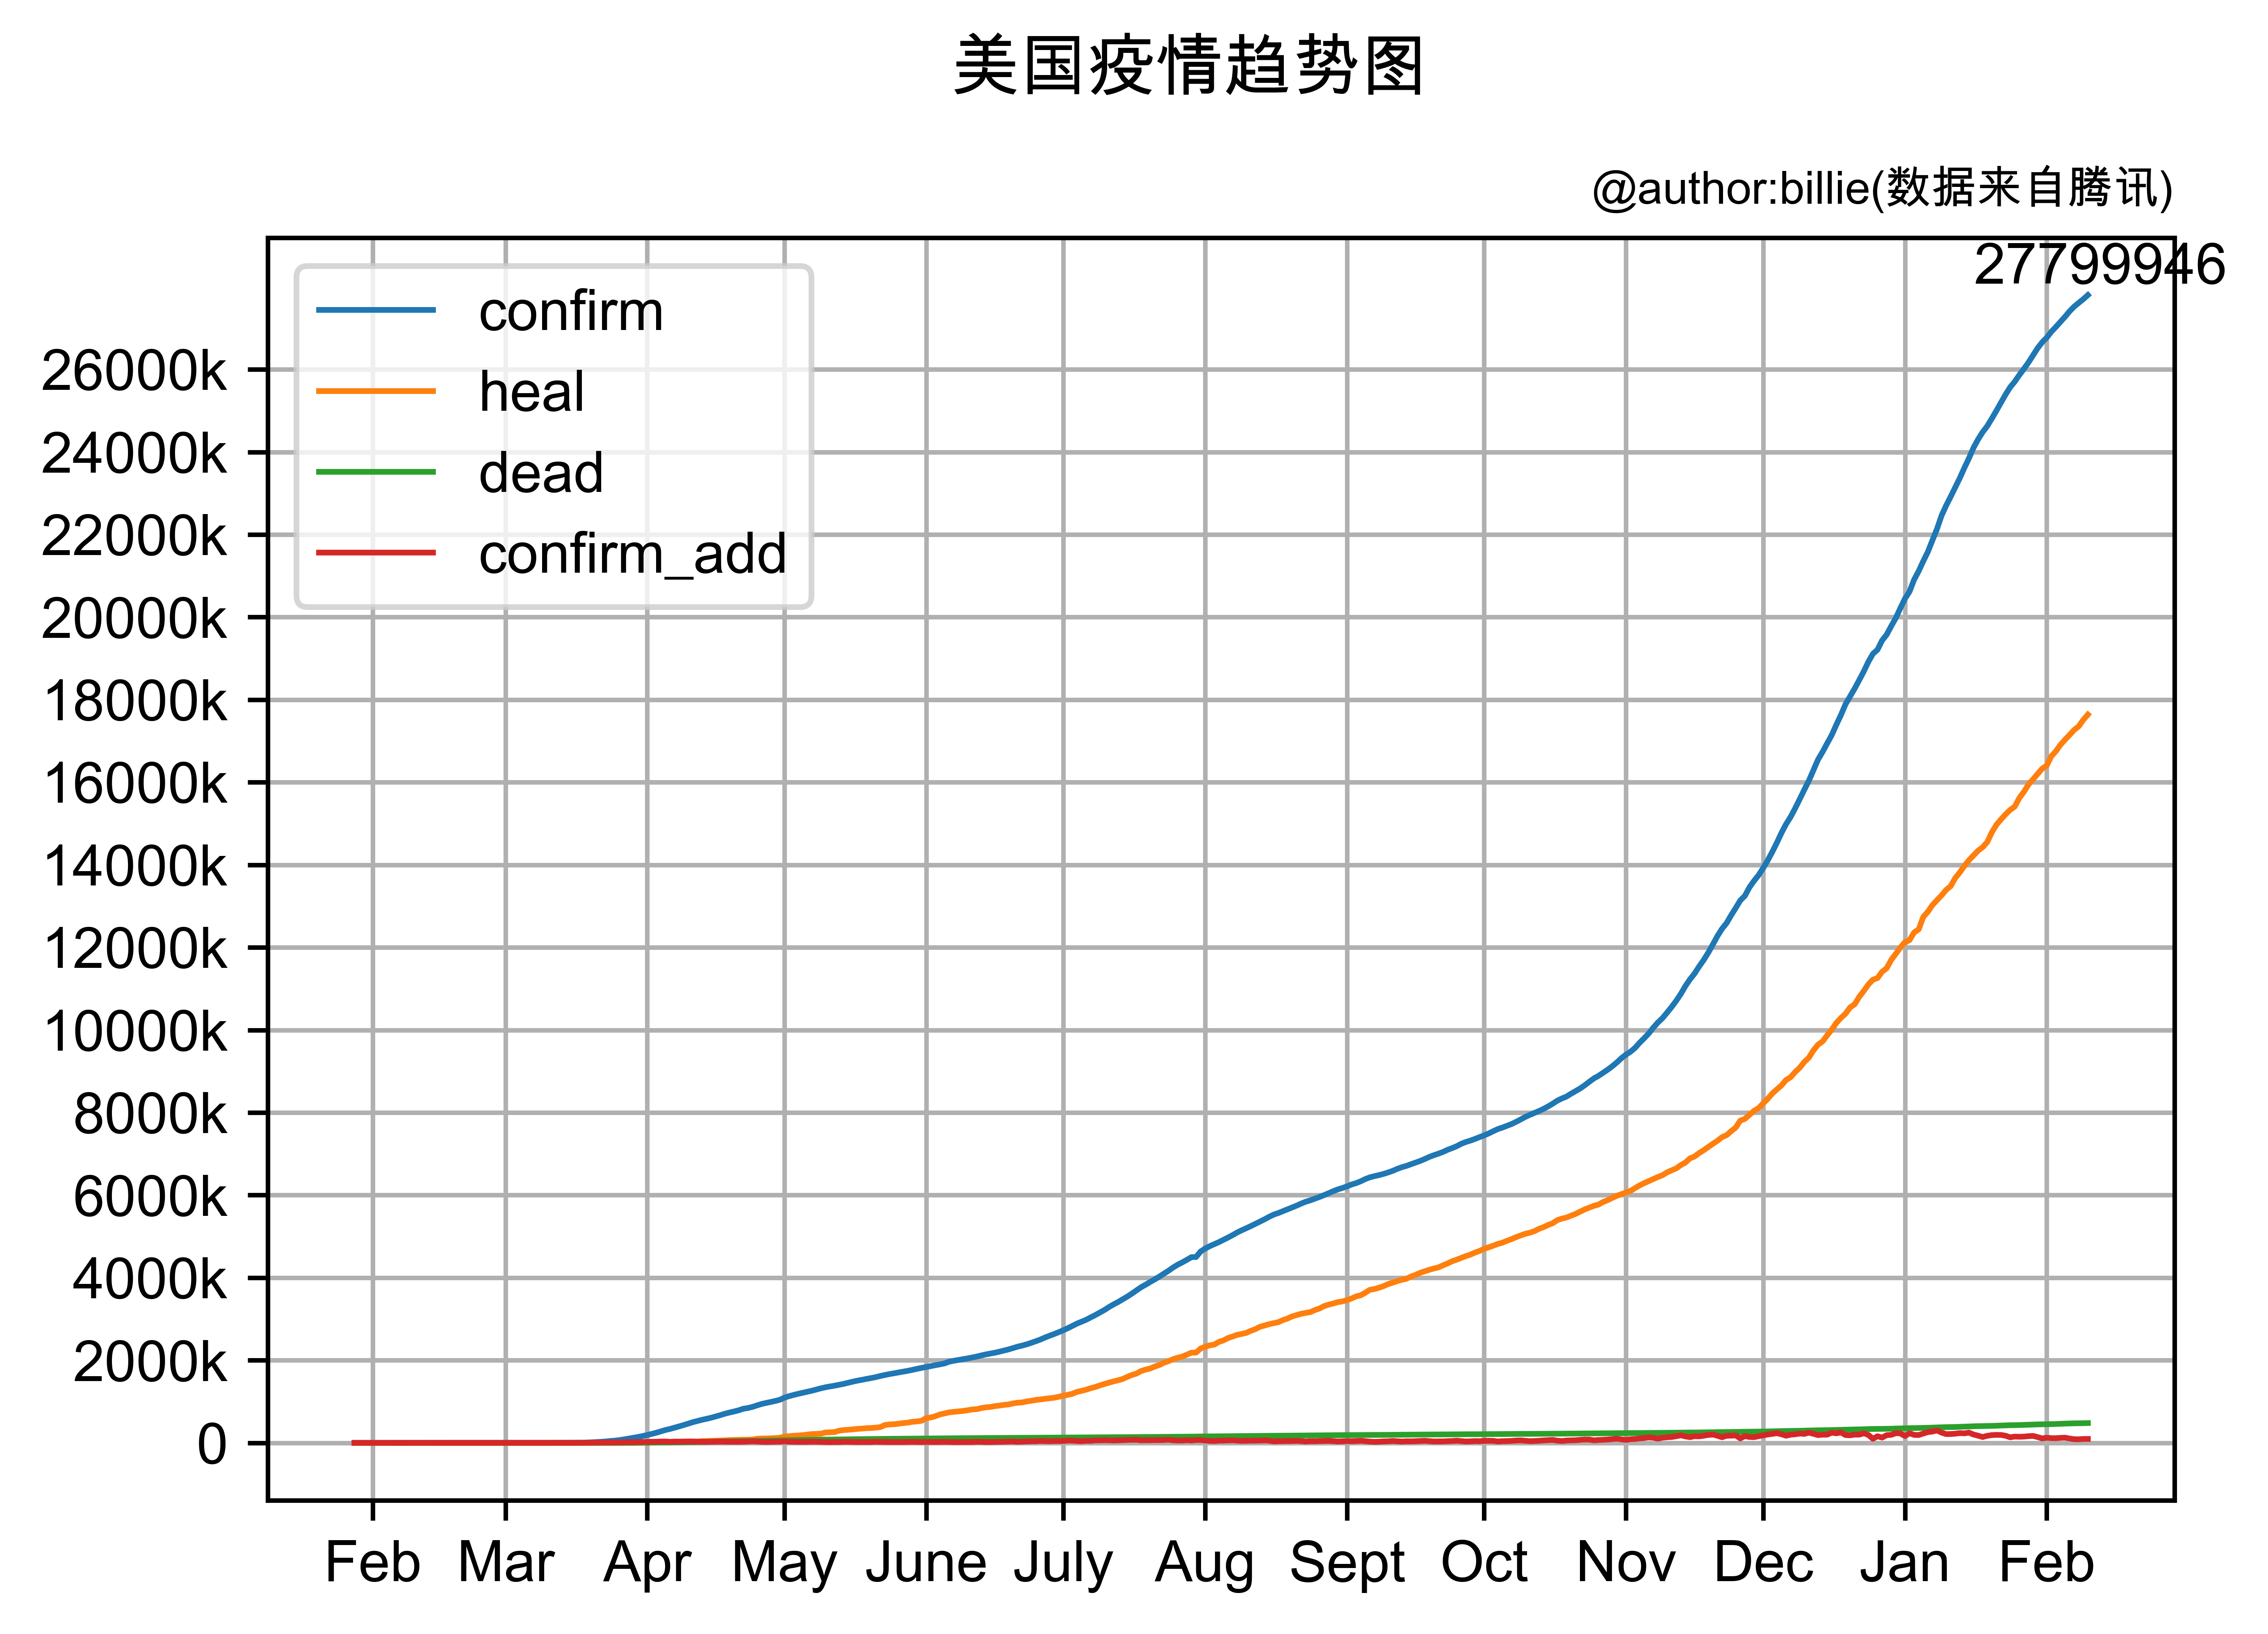 美国疫情趋势图
@author:billie(数据来自腾讯)
27799946
confirm
heal
dead
confirm_add
26000k
24000k
22000k
20000k
18000k
16000k
14000k
12000k
10000k
8000k
6000k
4000k
2000k
0
Feb Mar Apr May June July Aug Sept Oct Nov Dec Jan Feb